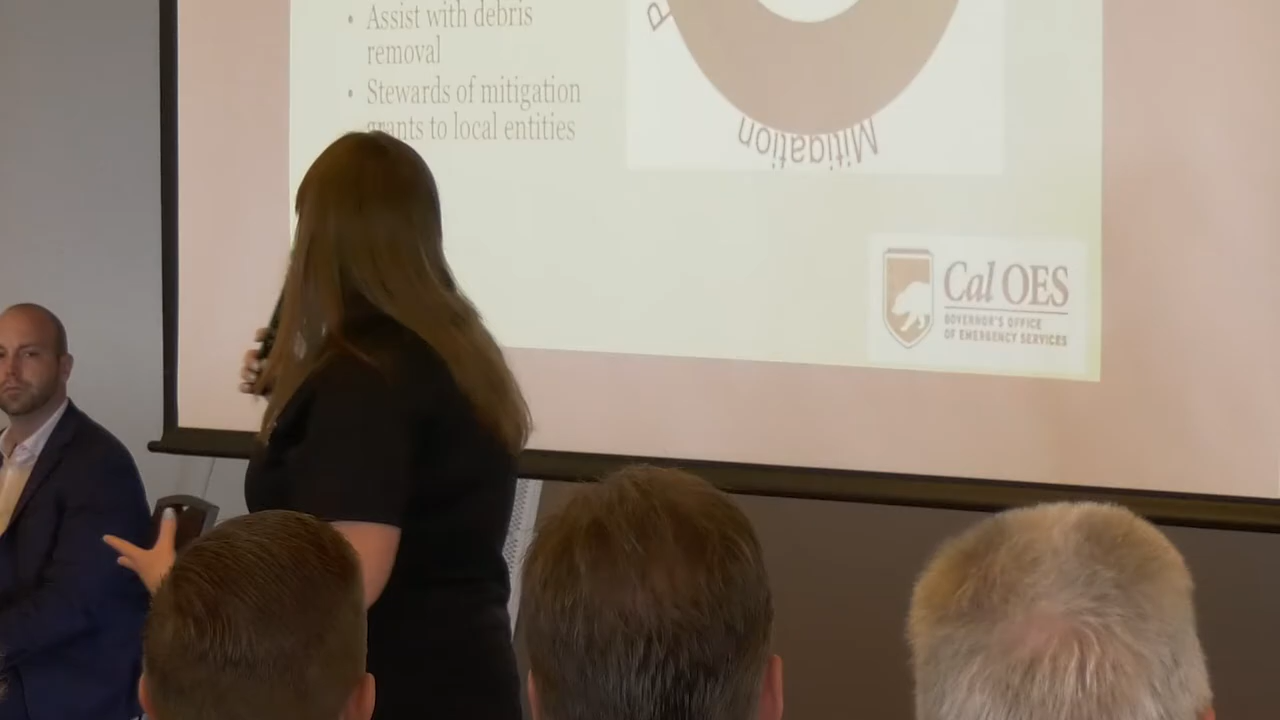 • Assist with debris
removal
• Stewards of mitigation
grants to local entities
Mitigation
Cal OES
GOVERNOR'S OFFICE
OF EMERGENCY SERVICES